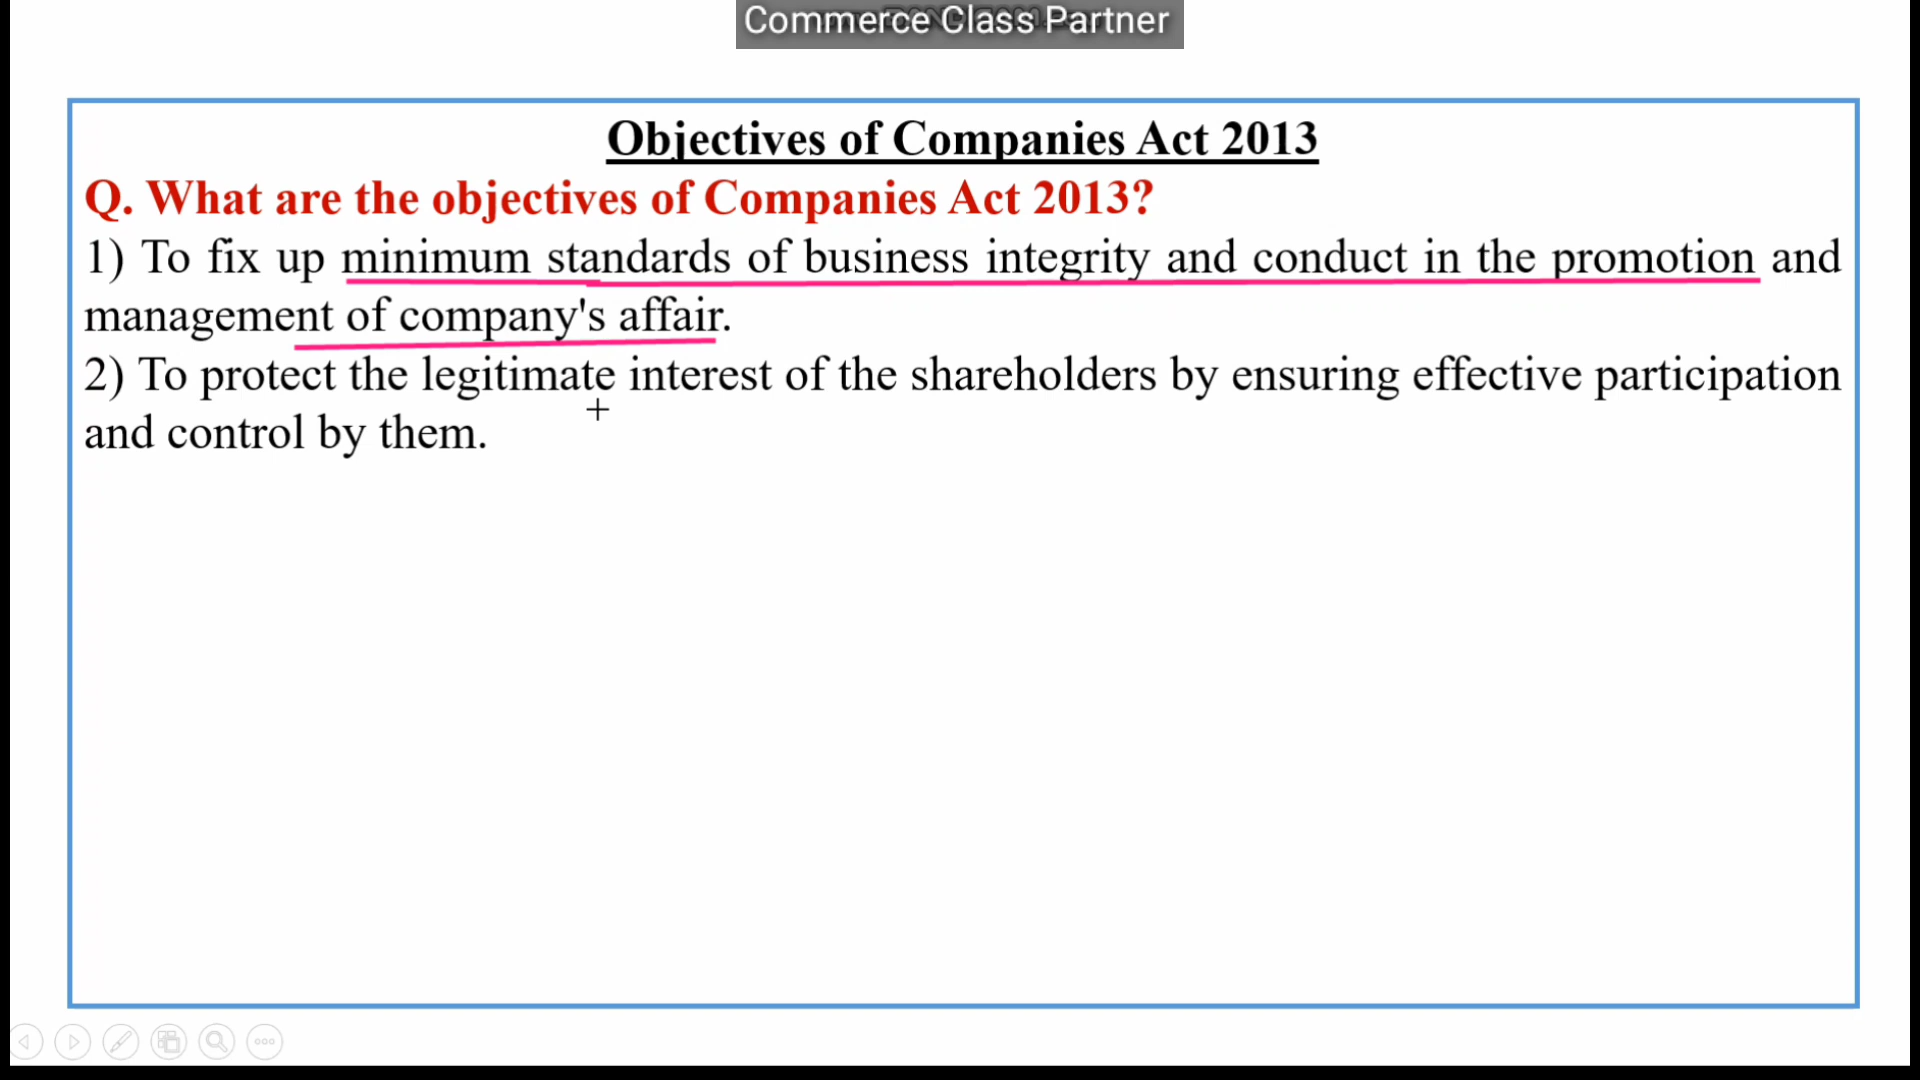 Commerce Class Partner
Objectives of Companies Act 2013
Q. What are the objectives of Companies Act 2013?
1) To fix up minimum standards of business integrity and conduct in the promotion and
management of company's affair.
2) To protect the legitimate interest of the shareholders by ensuring effective participation
and control by them.